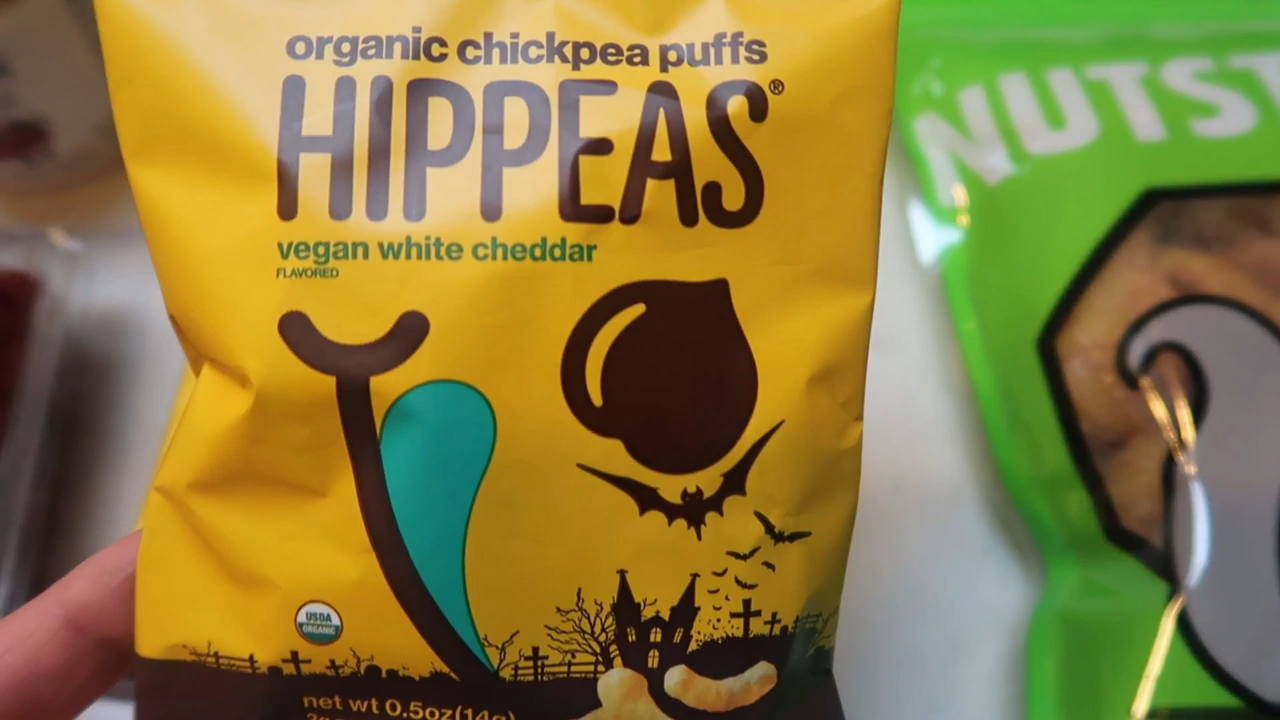 organic chickpea puffs
HIPPEAS®
vegan white cheddar
FLAVORED
USDA
ORGANIC
net wt 0.5oz(14g)
NUTST